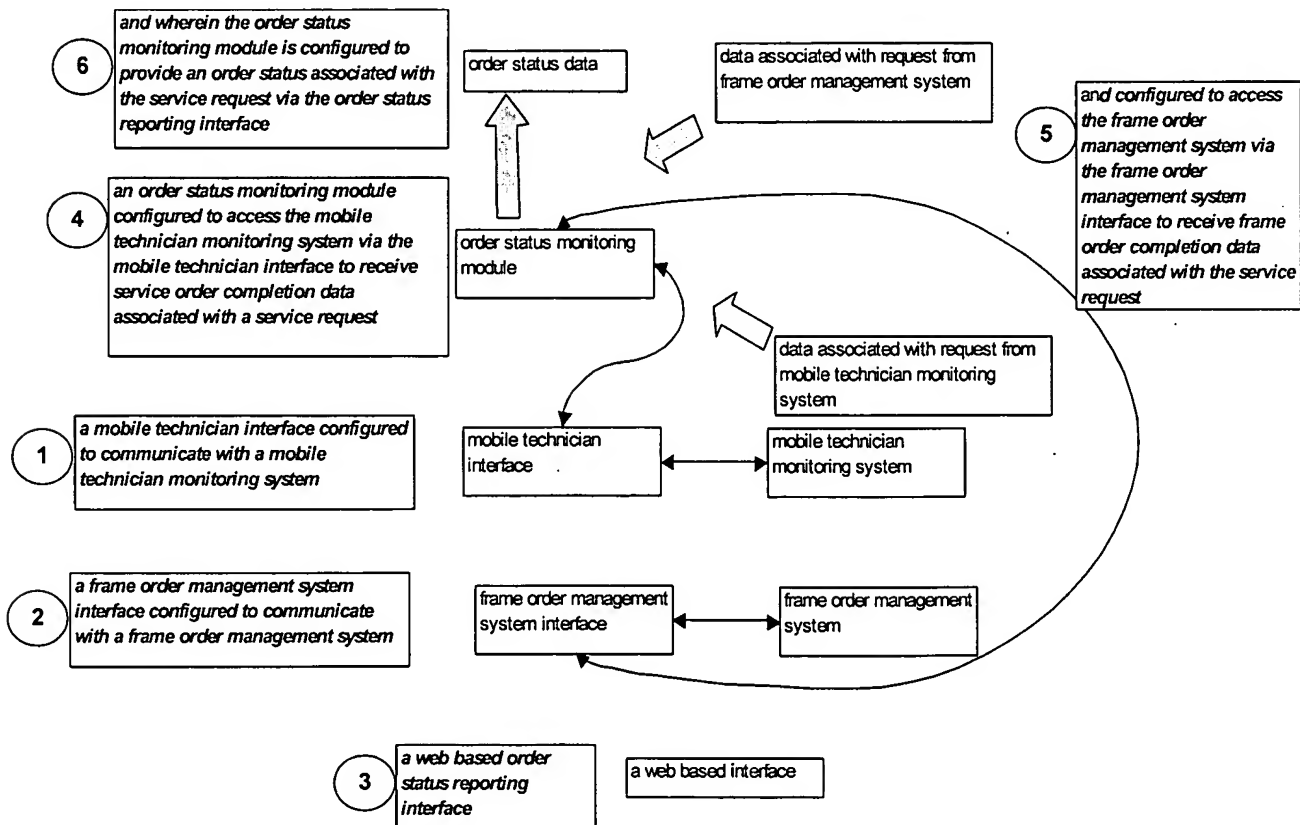 6
and wherein the order status
monitoring module is configured to
provide an order status associated with
the service request via the order status
reporting interface
order status data
data associated with request from
frame order management system
5
and configured to access
the frame order
management system via
the frame order
management system
interface to receive frame
order completion data
associated with the service
request
4
an order status monitoring module
configured to access the mobile
technician monitoring system via the
mobile technician interface to receive
service order completion data
associated with a service request
order status monitoring
module
data associated with request from
mobile technician monitoring
system
1
a mobile technician interface configured
to communicate with a mobile
technician monitoring system
mobile technician
interface
mobile technician
monitoring system
2
a frame order management system
interface configured to communicate
with a frame order management system
frame order management
system interface
frame order management
system
3
a web based order
status reporting
interface
a web based interface